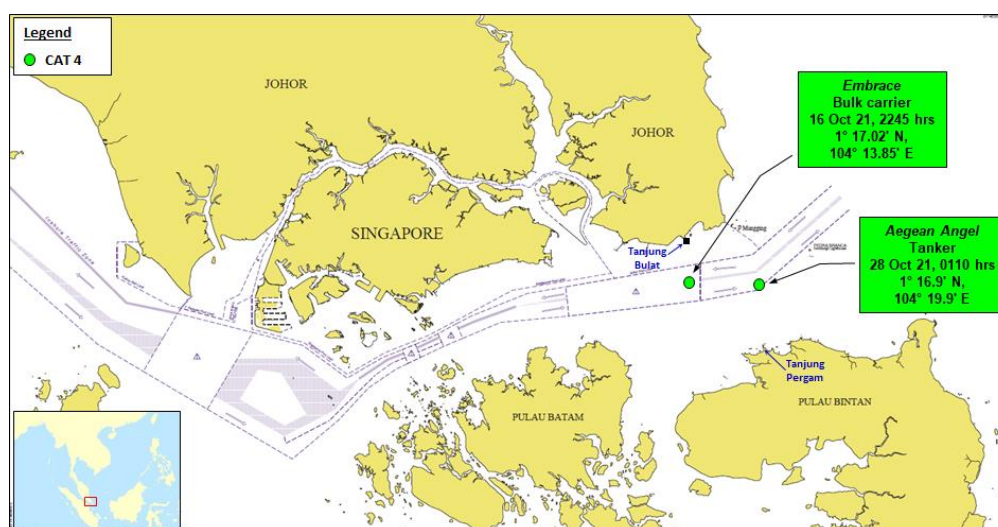 Legend
CAT 4
JOHOR
JOHOR
SINGAPORE
Embrace
Bulk carrier
16 Oct 21, 2245 hrs
1° 17.02' N,
104° 13.85' E
Aegean Angel
Tanker
28 Oct 21, 0110 hrs
1° 16.9' N,
104° 19.9' E
Tanjung
Bulat
Tanjung
Pergam
PULAU BATAM
PULAU BINTAN